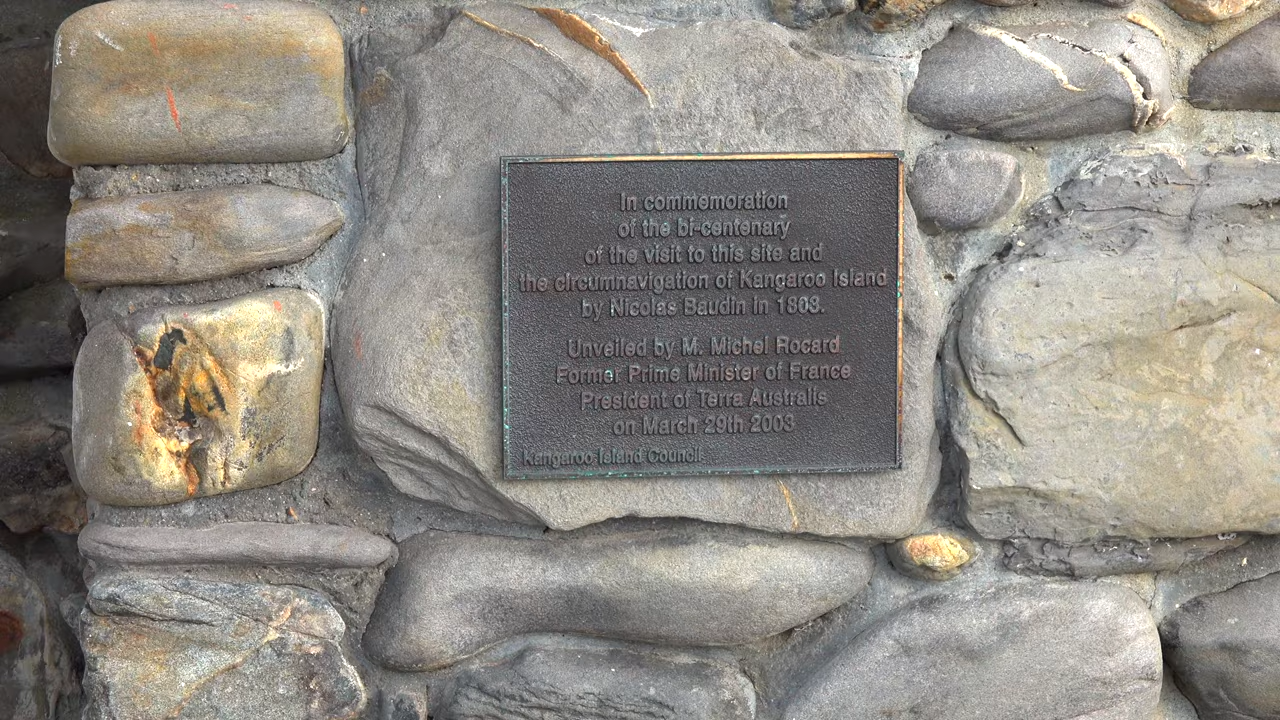 In commemoration
of the bi-centenary
of the visit to this site and
the circumnavigation of Kangaroo Island
by Nicolas Baudin in 1803.
Unveiled by M. Michel Rocard
Former Prime Minister of France
President of Terra Australis
on March 29th 2003
Kangaroo Island Council